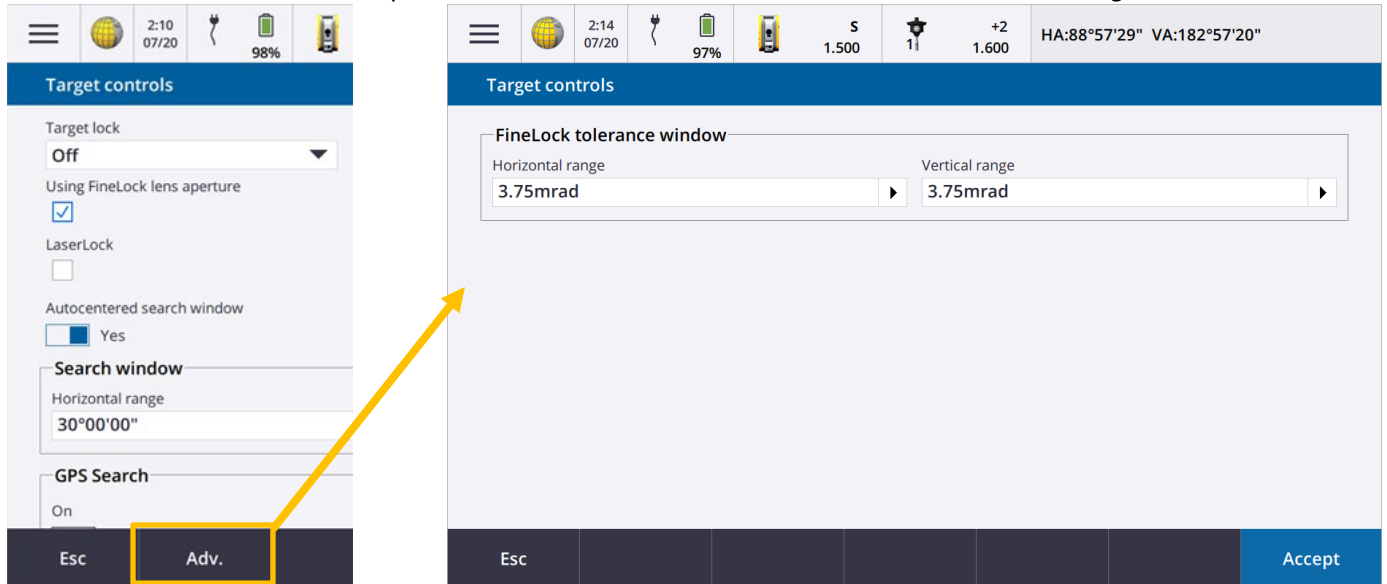 2:10
07/20
98%
Target controls
Target lock
Off
Using FineLock lens aperture
LaserLock
Autocentered search window
Yes
Search window
Horizontal range
30°00'00"
GPS Search
On
Esc Adv.
2:14
07/20
97%
S
1.500
1
+2
1.600
HA:88°57'29" VA:182°57'20"
Target controls
FineLock tolerance window
Horizontal range Vertical range
3.75mrad 3.75mrad
Esc Accept